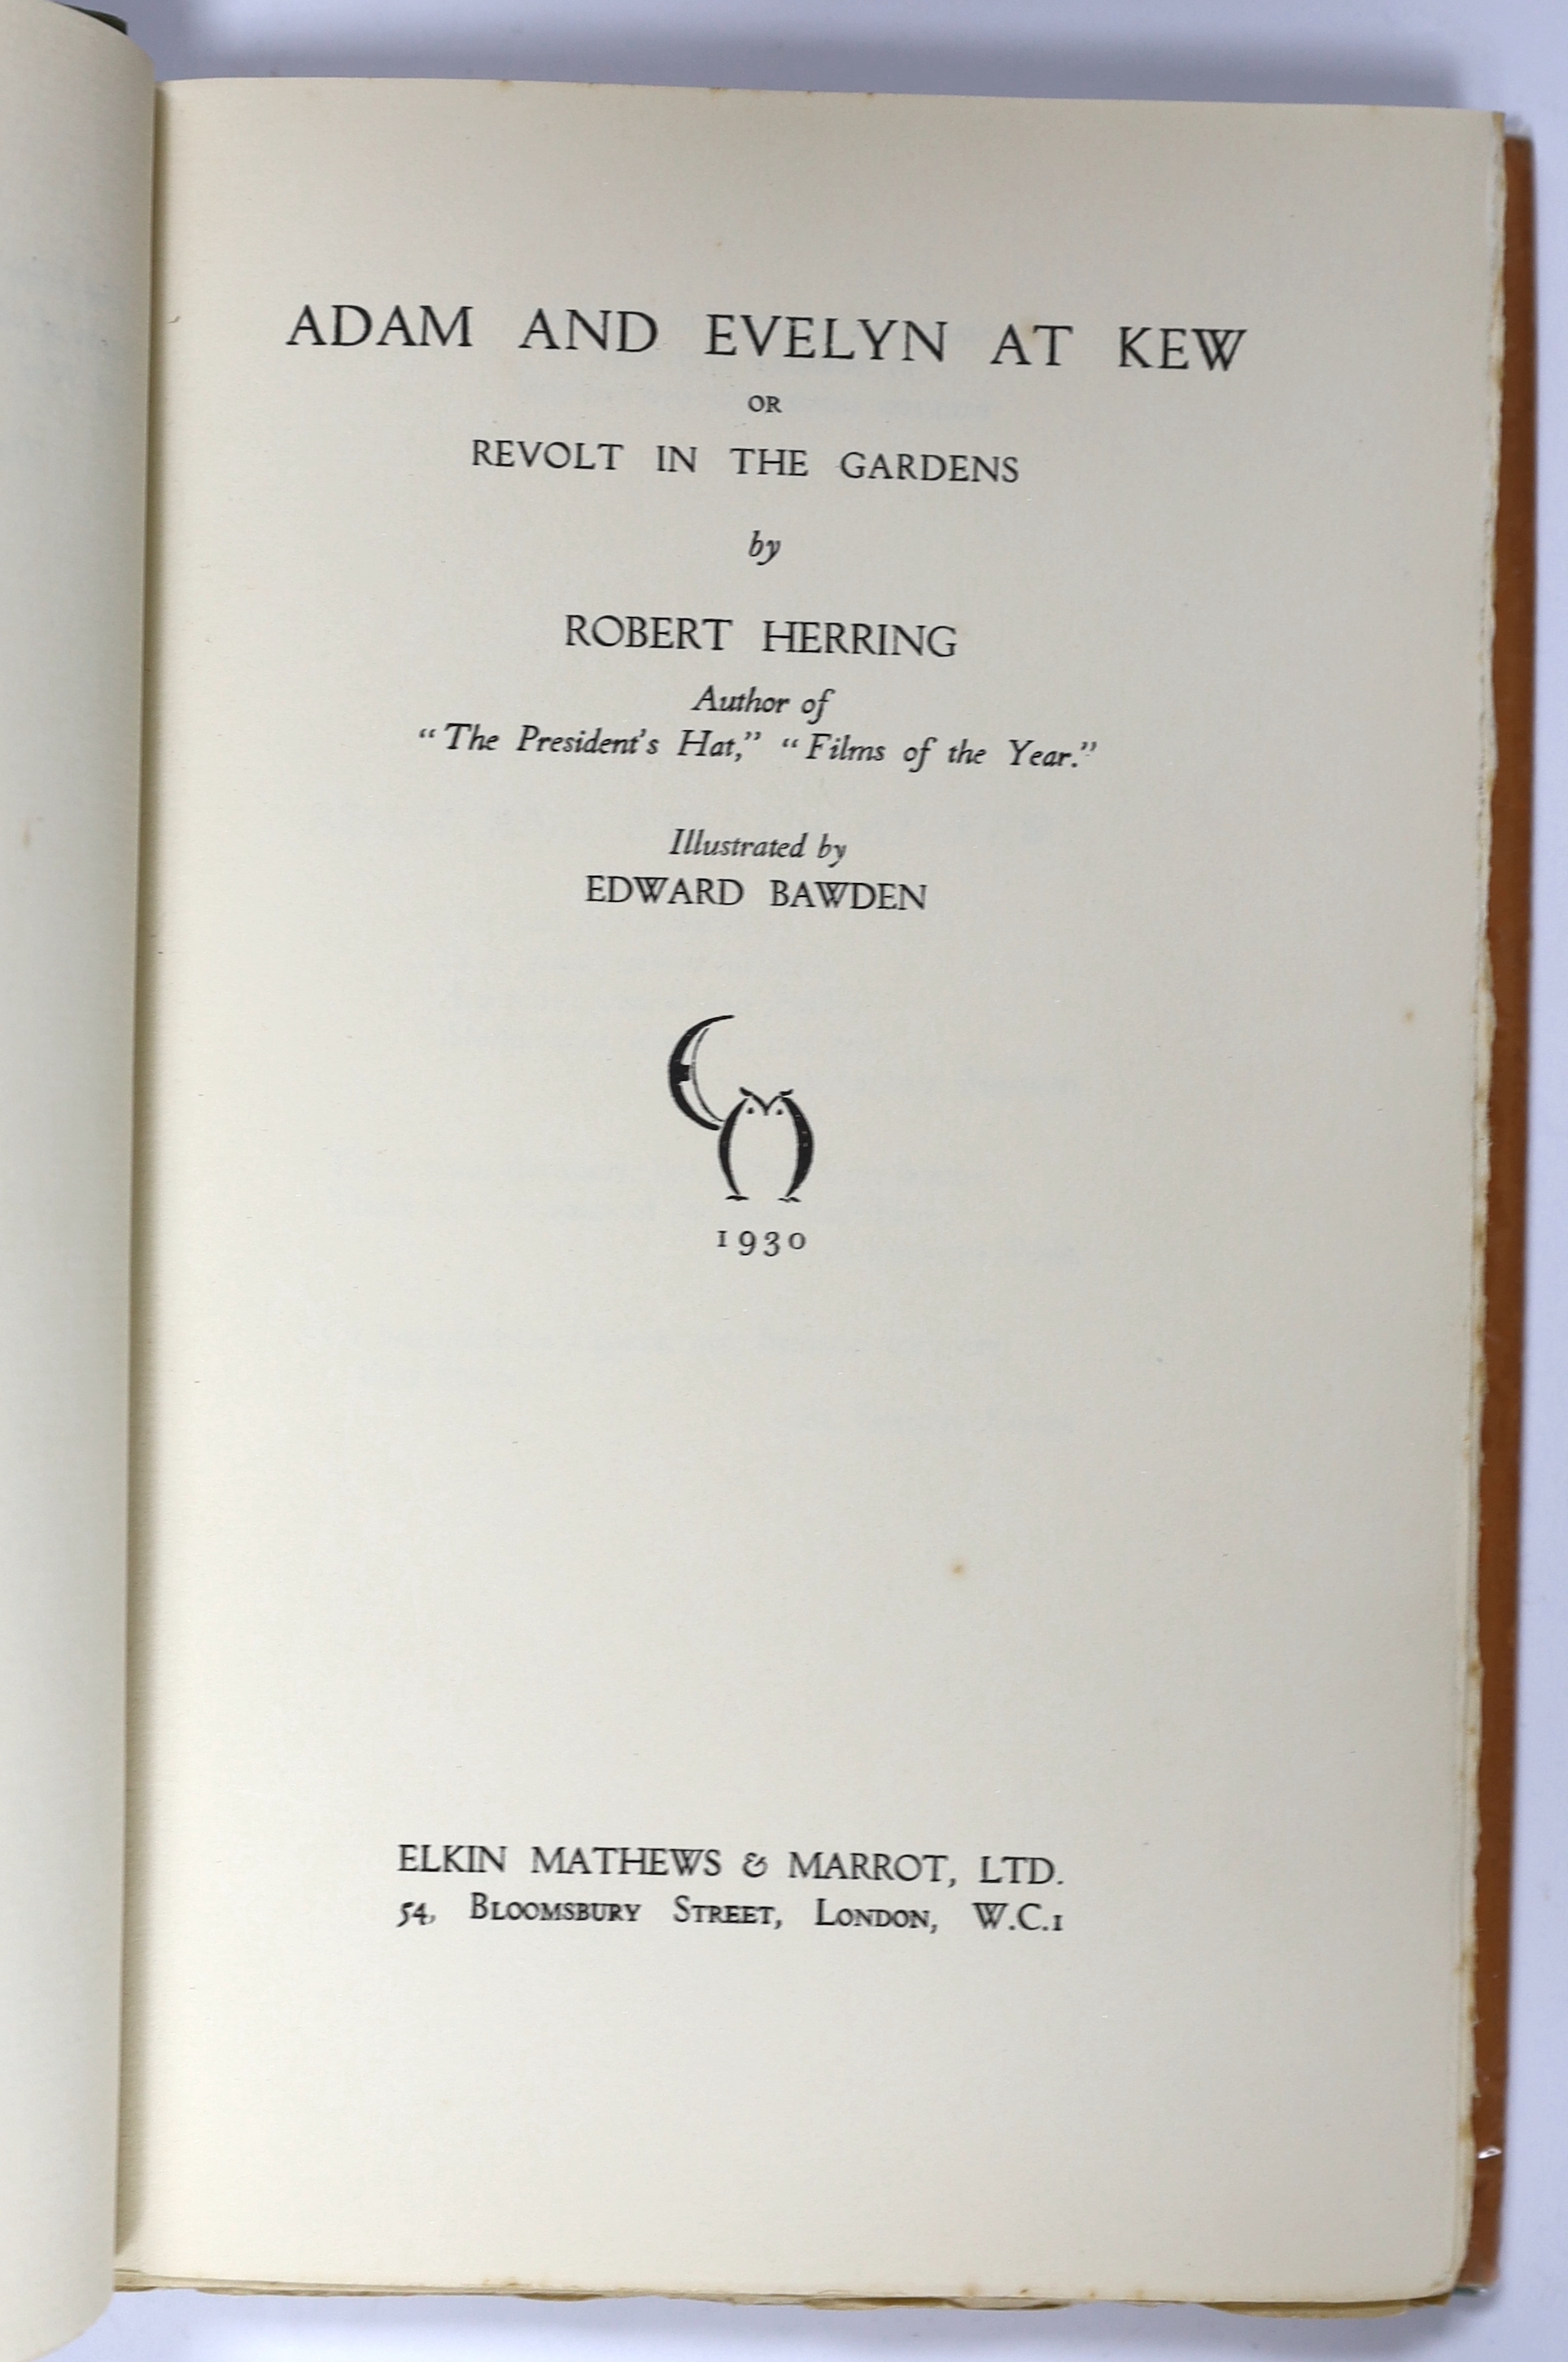 ADAM AND EVELYN AT KEW
OR
REVOLT IN THE GARDENS
by
ROBERT HERRING
Author of
“The President's Hat,” “Films of the Year.”
Illustrated by
EDWARD BAWDEN
1930
ELKIN MATHEWS & MARROT, LTD.
54, BLOOMSBURY STREET, LONDON, W.C.1